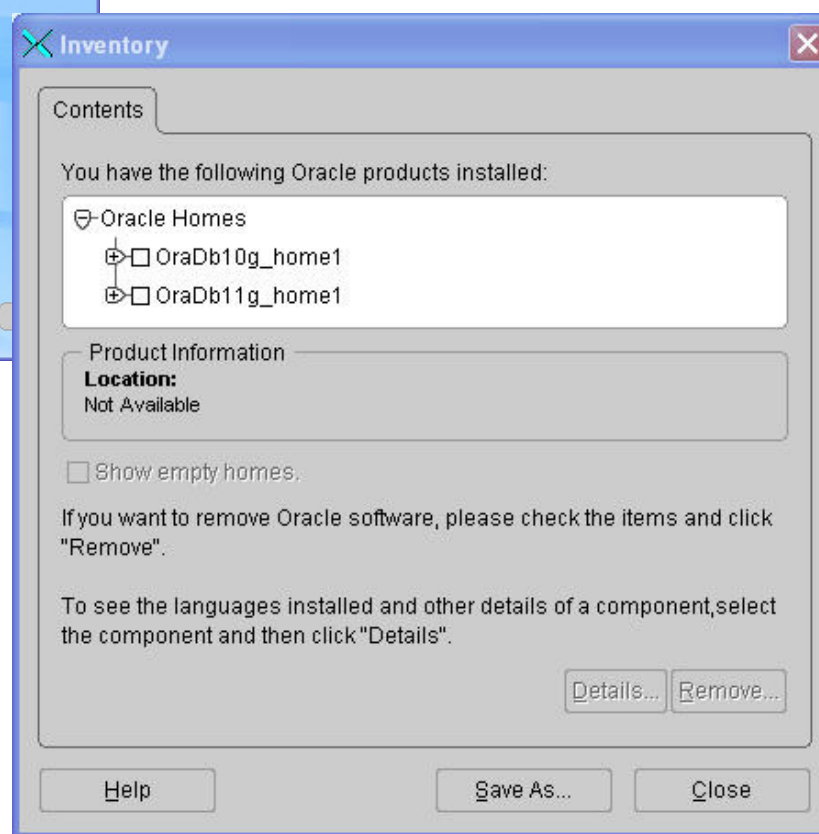 Inventory
Contents
You have the following Oracle products installed:
Oracle Homes
OraDb10g_home1
OraDb11g_home1
Product Information
Location:
Not Available
Show empty homes.
If you want to remove Oracle software, please check the items and click
"Remove".
To see the languages installed and other details of a component,select
the component and then click "Details".
Details... Remove...
Help Save As... Close